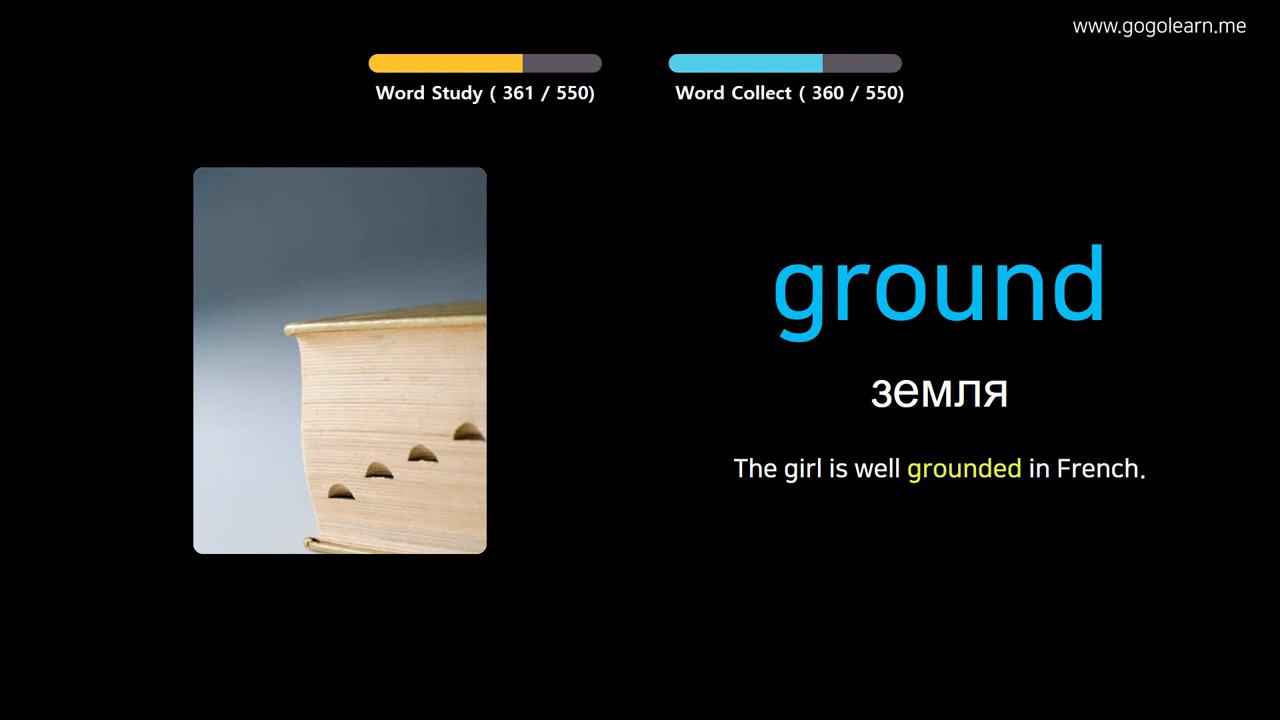 www.gogolearn.me
Word Study ( 361 / 550)
Word Collect ( 360 / 550)
ground
земля
The girl is well grounded in French.